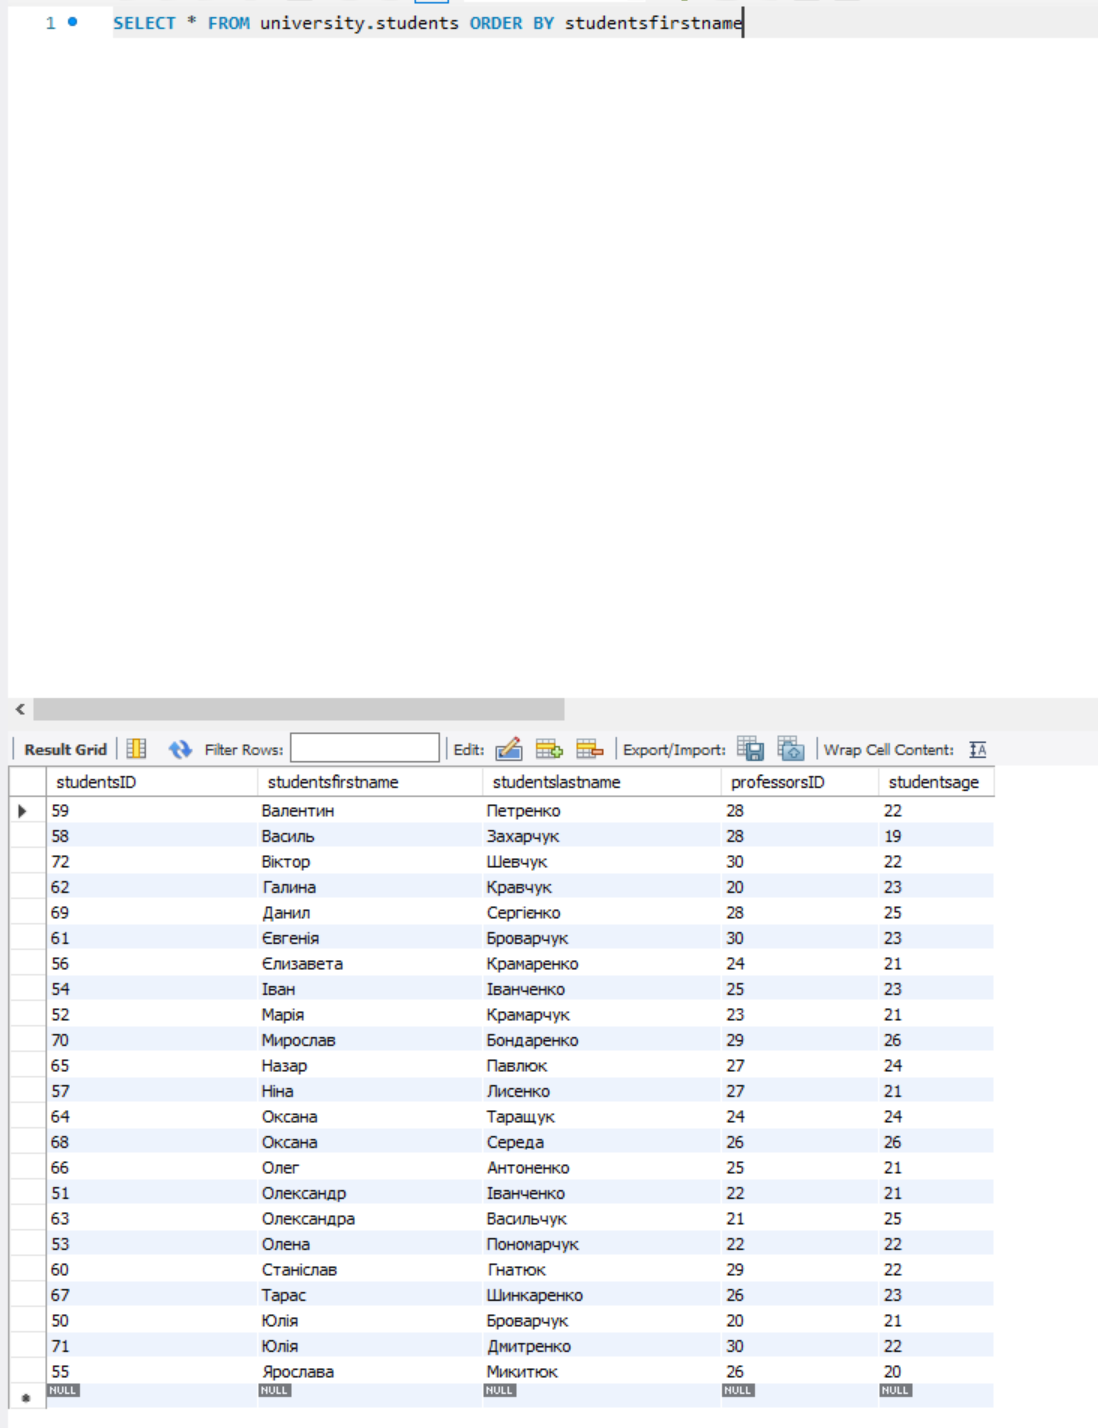 1 SELECT * FROM university.students ORDER BY studentsfirstname
Result Grid Filter Rows: Edit: Export/Import: Wrap Cell Content: IA
studentsID studentsfirstname studentslastname professorsID studentsage
59 Валентин Петренко 28 22
58 Василь Захарчук 28 19
72 Віктор Шевчук 30 22
62 Галина Кравчук 20 23
69 Данил Сергієнко 28 25
61 Євгенія Броварчук 30 23
56 Єлизавета Крамаренко 24 21
54 Іван Іванченко 25 23
52 Марія Крамарчук 23 21
70 Мирослав Бондаренко 29 26
65 Назар Павлюк 27 24
57 Ніна Лисенко 27 21
64 Оксана Таращук 24 24
68 Оксана Середа 26 26
66 Олег Антоненко 25 21
51 Олександр Іванченко 22 21
63 Олександра Васильчук 21 25
53 Олена Пономарчук 22 22
60 Станіслав Гнатюк 29 22
67 Тарас Шинкаренко 26 23
50 Юлія Броварчук 20 21
71 Юлія Дмитренко 30 22
55 Ярослава Микитюк 26 20
NULL NULL NULL NULL NULL